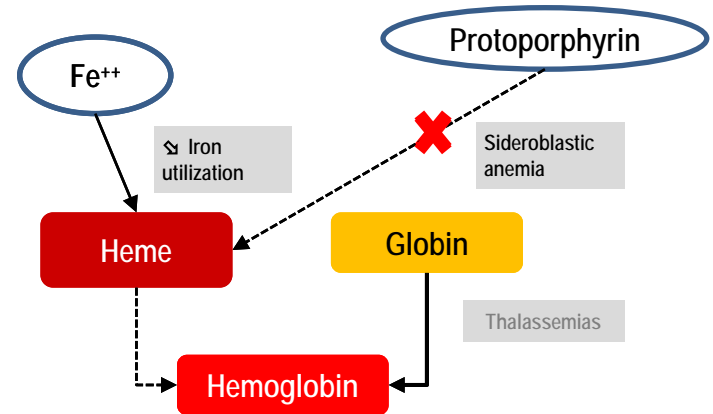 Protoporphyrin
Fe++
⇘ Iron
utilization
Sideroblastic
anemia
Heme
Globin
Thalassemias
Hemoglobin